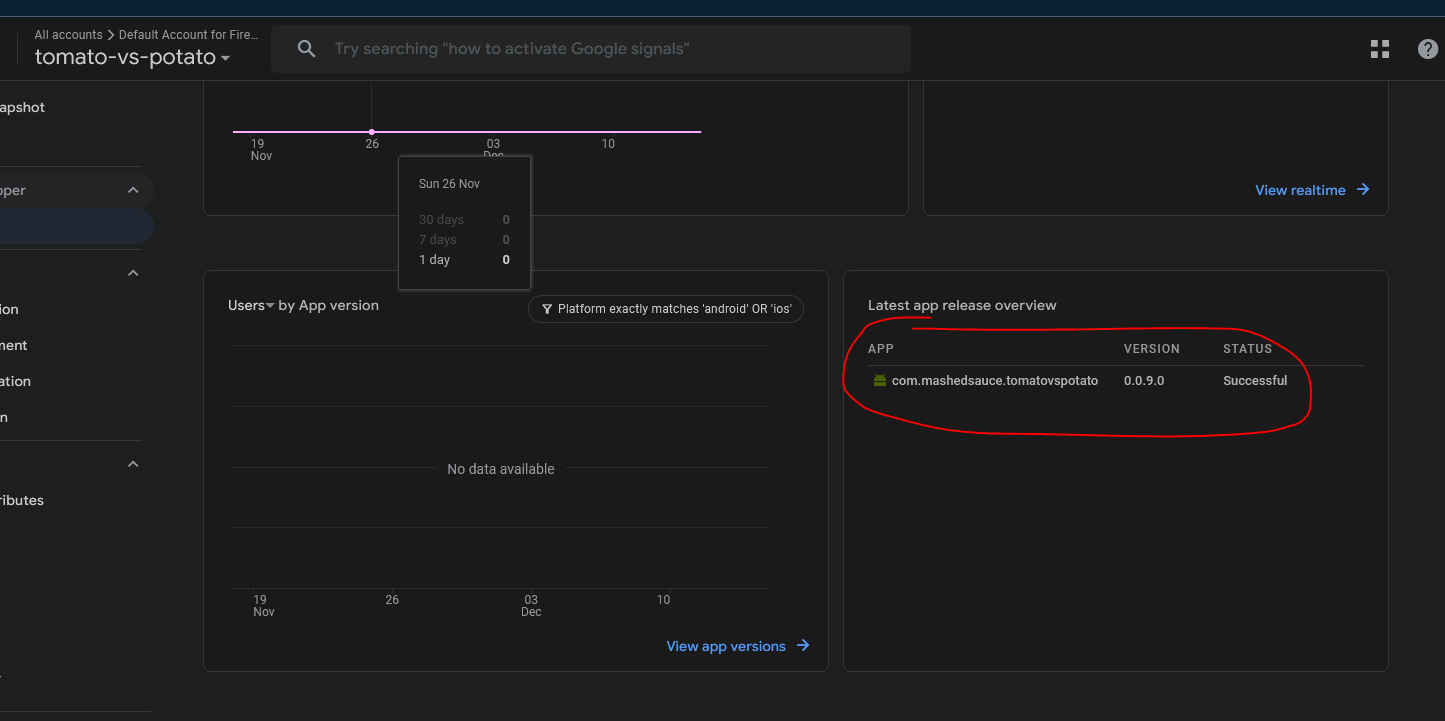 All accounts > Default Account for Fire...
tomato-vs-potato
Try searching "how to activate Google signals"
apshot
oper
ion
ment
ation
n
ributes
19
Nov
26
03
Dec
10
Sun 26 Nov
30 days 0
7 days 0
1 day 0
View realtime
Users by App version
Platform exactly matches 'android' OR 'ios'
No data available
19
Nov
26
03
Dec
10
View app versions
Latest app release overview
APP VERSION STATUS
com.mashedsauce.tomatovspotato 0.0.9.0 Successful